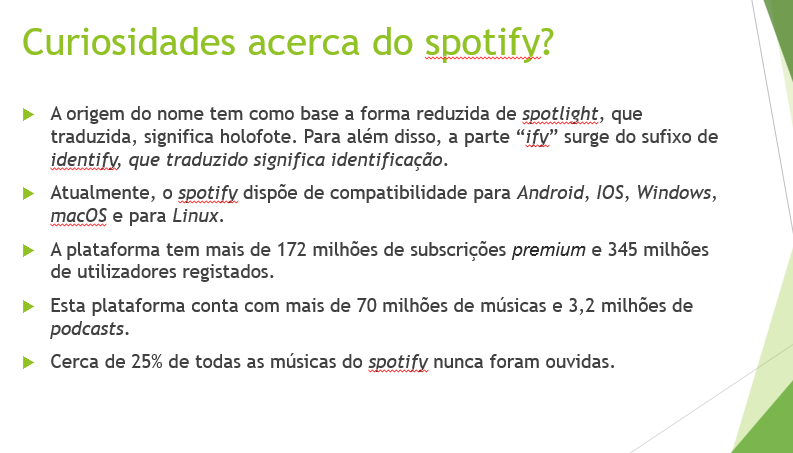 Curiosidades acerca do spotify?
A origem do nome tem como base a forma reduzida de spotlight, que
traduzida, significa holofote. Para além disso, a parte “ify” surge do sufixo de
identify, que traduzido significa identificação.
Atualmente, o spotify dispõe de compatibilidade para Android, IOS, Windows,
macOS e para Linux.
A plataforma tem mais de 172 milhões de subscrições premium e 345 milhões
de utilizadores registados.
Esta plataforma conta com mais de 70 milhões de músicas e 3,2 milhões de
podcasts.
Cerca de 25% de todas as músicas do spotify nunca foram ouvidas.